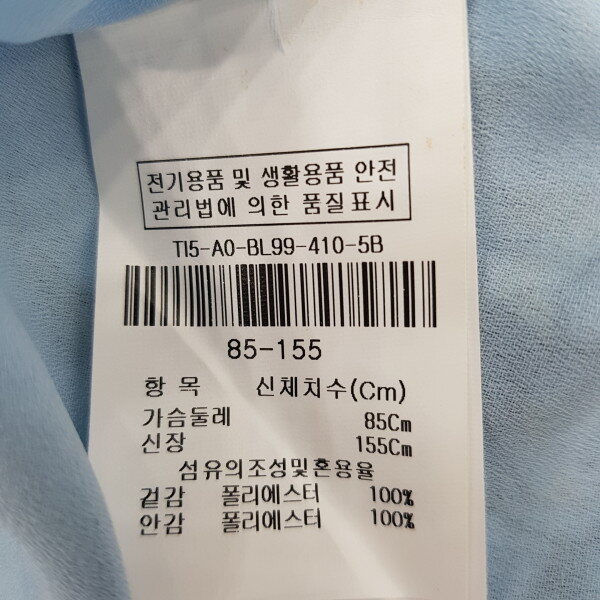 전기용품 및 생활용품 안전
관리법에 의한 품질표시
TI5-A0-BL99-410-5B
85-155
항 목 신체치수(Cm)
가슴둘레 85Cm
신장 155Cm
섬유의조성및혼용율
겉감 폴리에스터 100%
안감 폴리에스터 100%